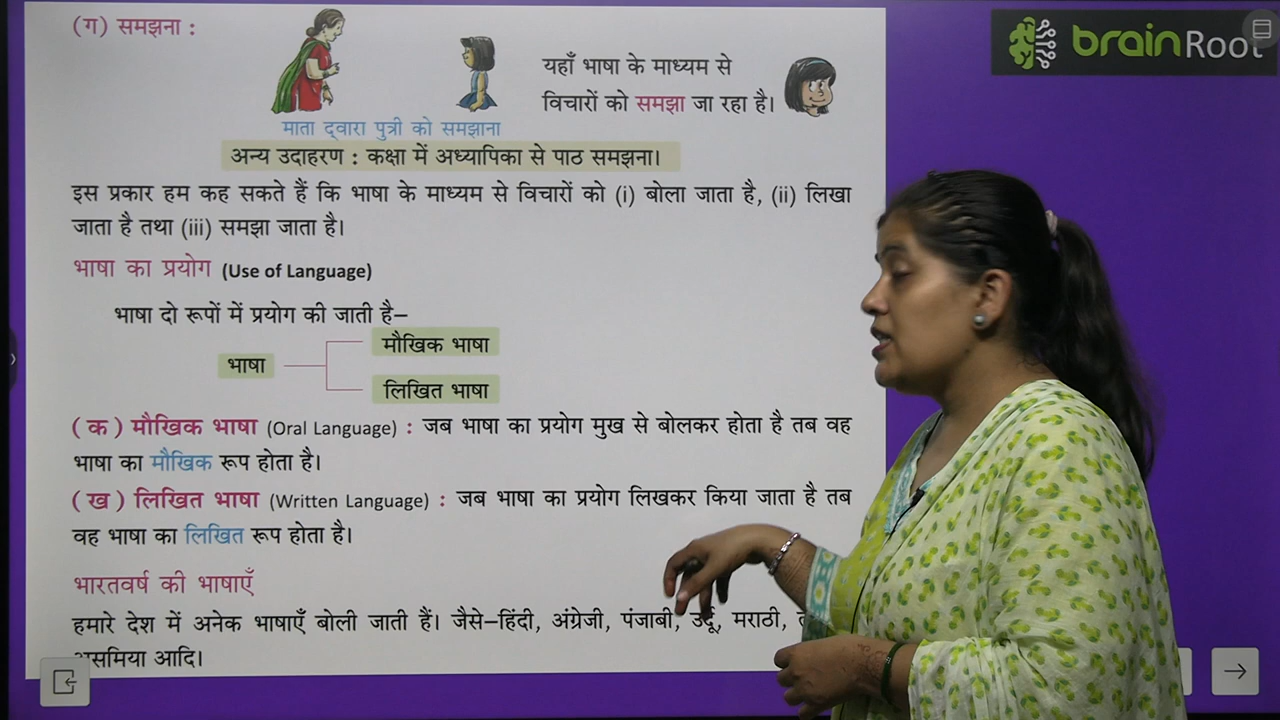 (ग) समझना :
brainRoot
यहाँ भाषा के माध्यम से
विचारों को समझा जा रहा है।
माता द्वारा पुत्री को समझाना
अन्य उदाहरण : कक्षा में अध्यापिका से पाठ समझना।
इस प्रकार हम कह सकते हैं कि भाषा के माध्यम से विचारों को (i) बोला जाता है, (ii) लिखा
जाता है तथा (iii) समझा जाता है।
भाषा का प्रयोग (Use of Language)
भाषा दो रूपों में प्रयोग की जाती है–
मौखिक भाषा
भाषा
लिखित भाषा
(क) मौखिक भाषा (Oral Language) : जब भाषा का प्रयोग मुख से बोलकर होता है तब वह
भाषा का मौखिक रूप होता है।
(ख) लिखित भाषा (Written Language) : जब भाषा का प्रयोग लिखकर किया जाता है तब
वह भाषा का लिखित रूप होता है।
भारतवर्ष की भाषाएँ
हमारे देश में अनेक भाषाएँ बोली जाती हैं। जैसे–हिंदी, अंग्रेजी, पंजाबी, उर्दू, मराठी,
आदि।